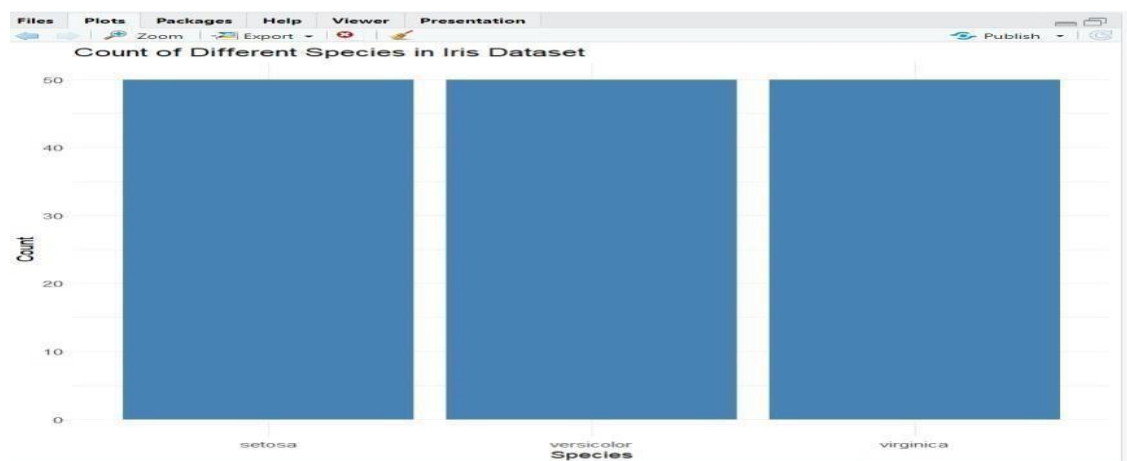 Files Plots Packages Help Viewer Presentation
Zoom Export Publish
Count of Different Species in Iris Dataset
50
40
30
20
10
0
Count
setosa versicolor virginica
Species